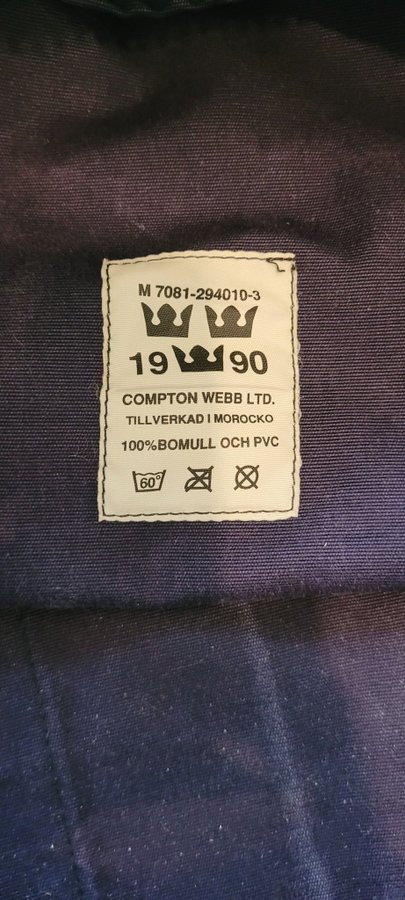 M 7081-294010-3
19 90
COMPTON WEBB LTD.
TILLVERKAD I MOROCKO
100%BOMULL OCH PVC
60°